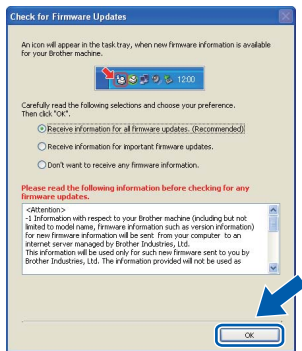 Check for Firmware Updates
An icon will appear in the task tray, when new firmware information is available
for your Brother machine.
12:00
Carefully read the following selections and choose your preference.
Then click "OK".
Receive information for all firmware updates. (Recommended)
Receive information for important firmware updates.
Don't want to receive any firmware information.
Please read the following information before checking for any
firmware updates.
<Attention>
-1 Information with respect to your Brother machine (including but not
limited to model name, firmware information such as version information)
for new firmware information will be sent from your computer to an
internet server managed by Brother Industries, Ltd.
This information will be used only for such new firmware sent to you by
Brother Industries, Ltd. The information provided will not be used as
OK